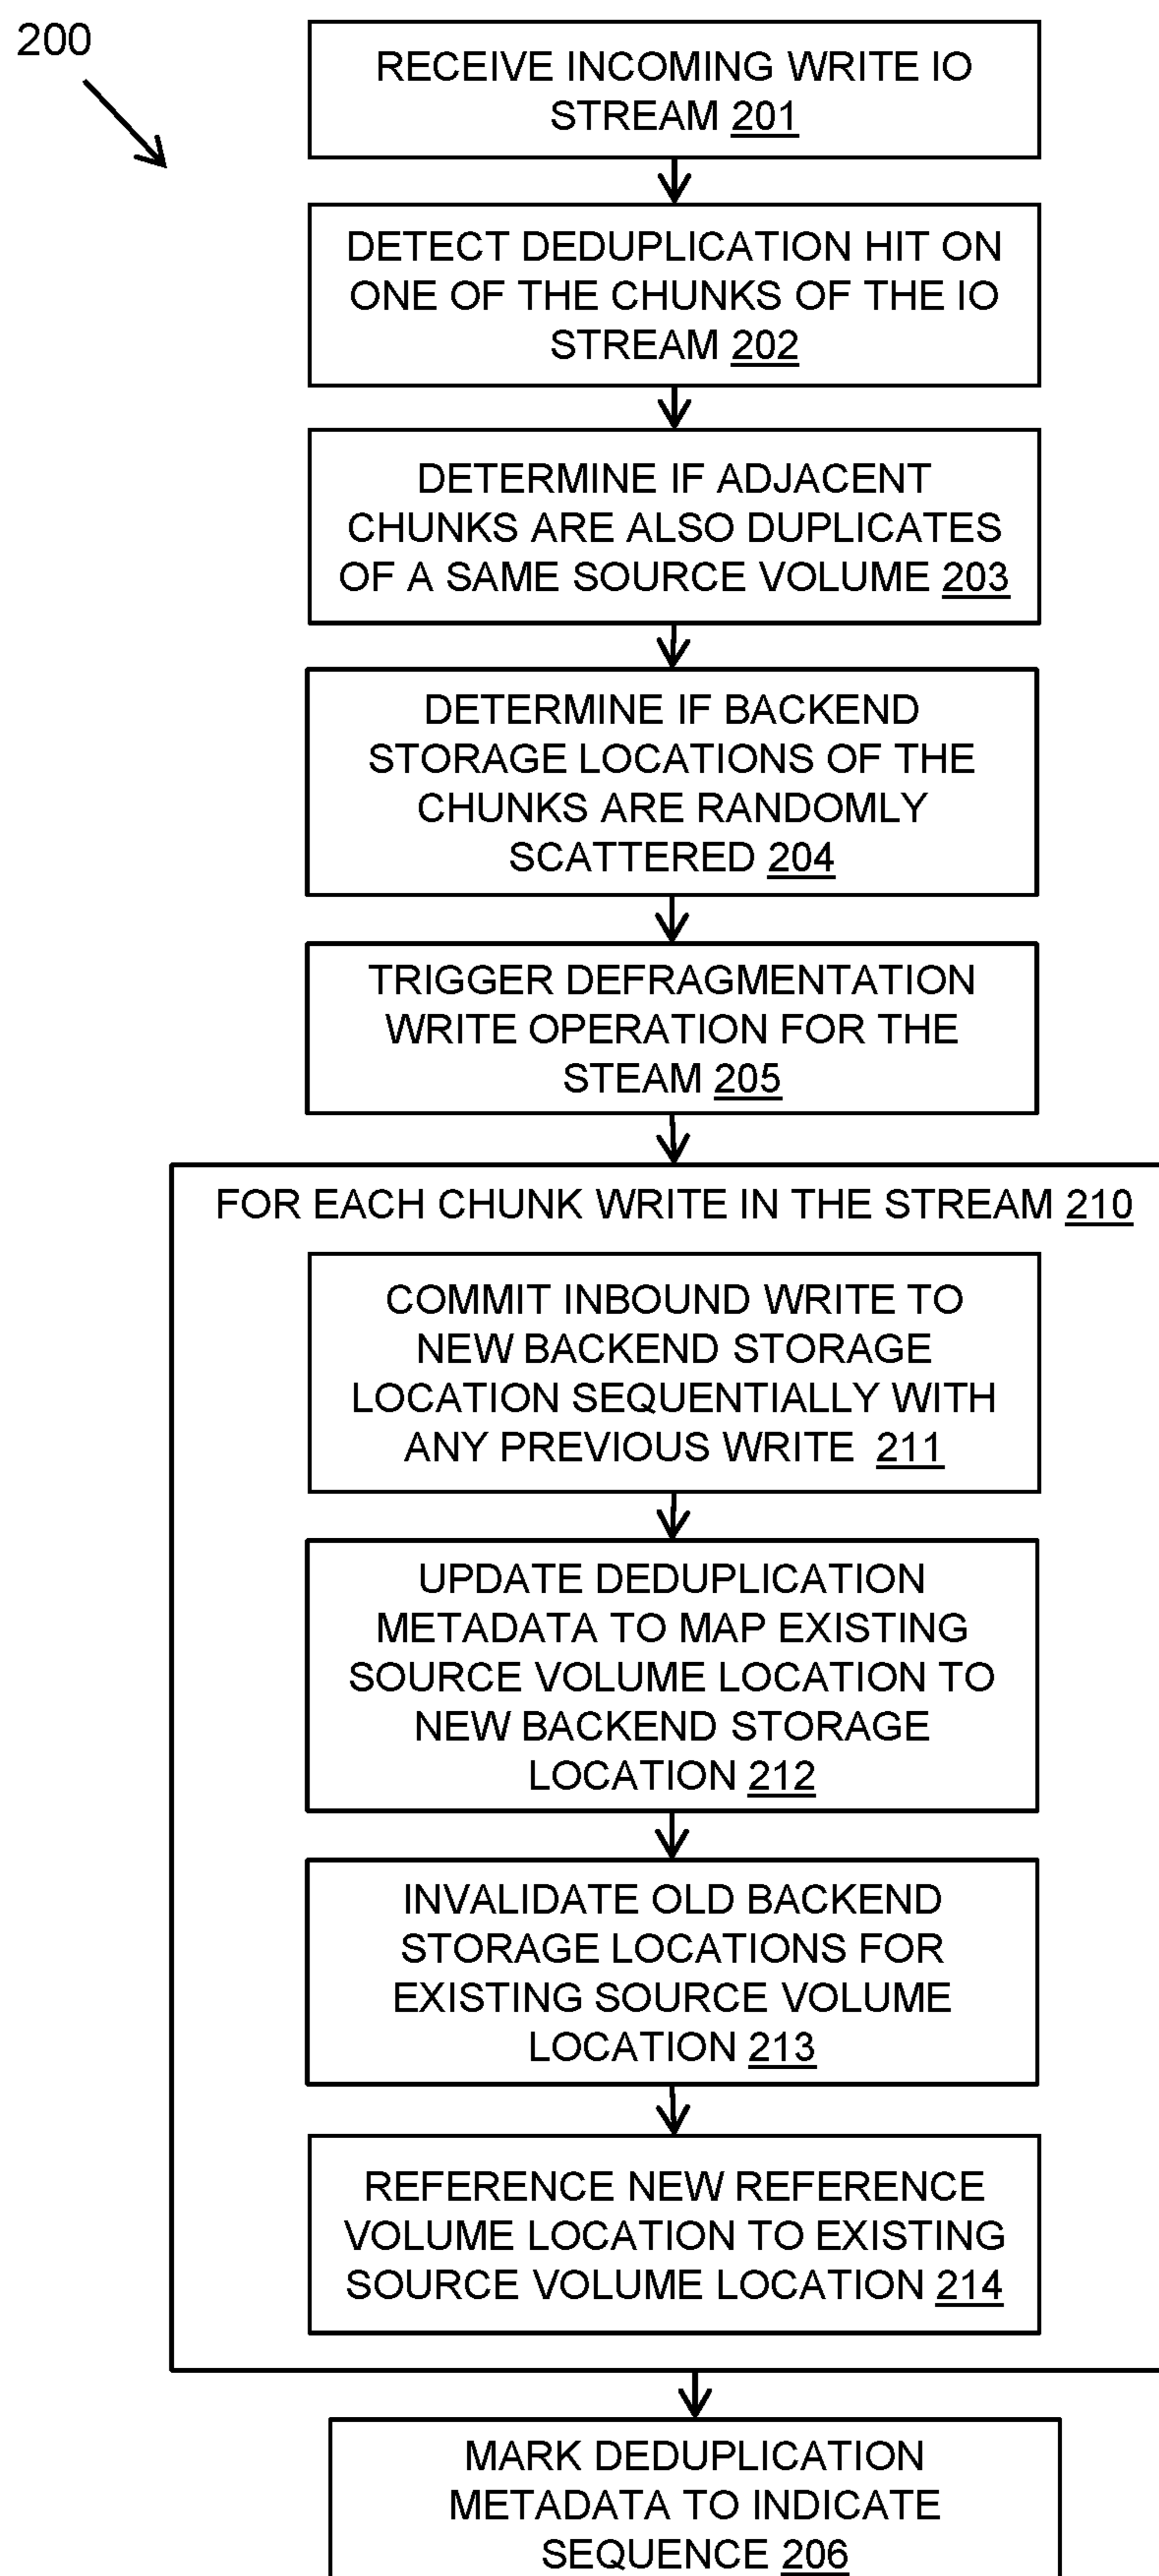 200
RECEIVE INCOMING WRITE IO
STREAM 201
DETECT DEDUPLICATION HIT ON
ONE OF THE CHUNKS OF THE IO
STREAM 202
DETERMINE IF ADJACENT
CHUNKS ARE ALSO DUPLICATES
OF A SAME SOURCE VOLUME 203
DETERMINE IF BACKEND
STORAGE LOCATIONS OF THE
CHUNKS ARE RANDOMLY
SCATTERED 204
TRIGGER DEFRAGMENTATION
WRITE OPERATION FOR THE
STEAM 205
FOR EACH CHUNK WRITE IN THE STREAM 210
COMMIT INBOUND WRITE TO
NEW BACKEND STORAGE
LOCATION SEQUENTIALLY WITH
ANY PREVIOUS WRITE 211
UPDATE DEDUPLICATION
METADATA TO MAP EXISTING
SOURCE VOLUME LOCATION TO
NEW BACKEND STORAGE
LOCATION 212
INVALIDATE OLD BACKEND
STORAGE LOCATIONS FOR
EXISTING SOURCE VOLUME
LOCATION 213
REFERENCE NEW REFERENCE
VOLUME LOCATION TO EXISTING
SOURCE VOLUME LOCATION 214
MARK DEDUPLICATION
METADATA TO INDICATE
SEQUENCE 206